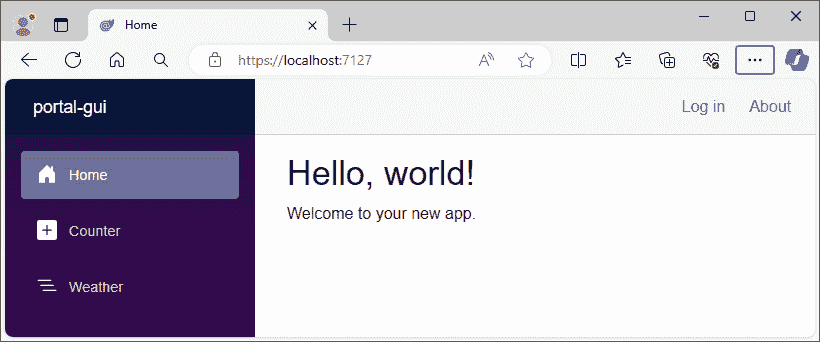 Home
https://localhost:7127
portal-gui
Log in About
Home
Hello, world!
Welcome to your new app.
Counter
Weather